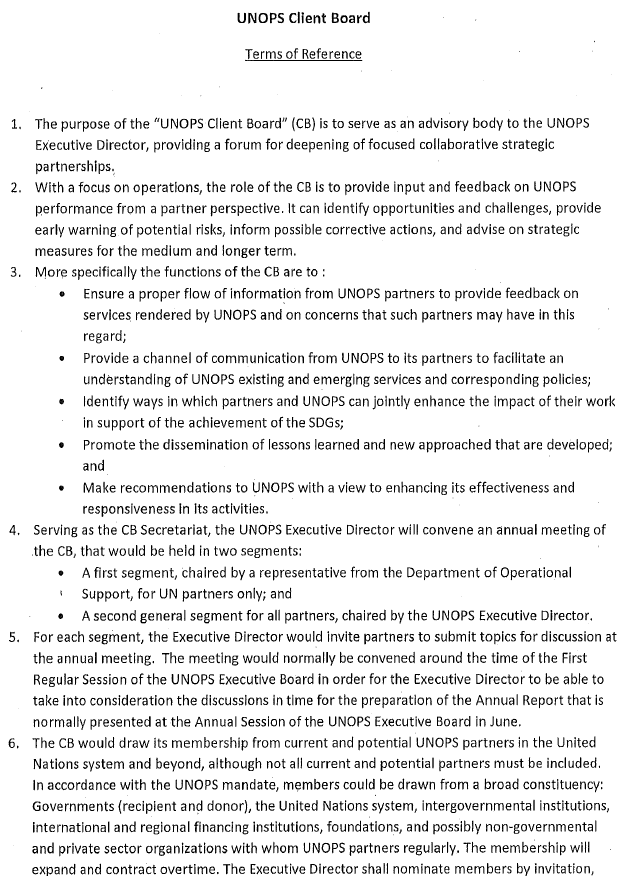 UNOPS Client Board
Terms of Reference
1. The purpose of the "UNOPS Client Board" (CB) is to serve as an advisory body to the UNOPS
Executive Director, providing a forum for deepening of focused collaborative strategic
partnerships.
2. With a focus on operations, the role of the CB is to provide input and feedback on UNOPS
performance from a partner perspective. It can identify opportunities and challenges, provide
early warning of potential risks, inform possible corrective actions, and advise on strategic
measures for the medium and longer term.
3. More specifically the functions of the CB are to :
• Ensure a proper flow of information from UNOPS partners to provide feedback on
services rendered by UNOPS and on concerns that such partners may have in this
regard;
• Provide a channel of communication from UNOPS to its partners to facilitate an
understanding of UNOPS existing and emerging services and corresponding policies;
• Identify ways in which partners and UNOPS can jointly enhance the impact of their work
in support of the achievement of the SDGs;
• Promote the dissemination of lessons learned and new approached that are developed;
and
• Make recommendations to UNOPS with a view to enhancing its effectiveness and
responsiveness in its activities.
4. Serving as the CB Secretariat, the UNOPS Executive Director will convene an annual meeting of
the CB, that would be held in two segments:
• A first segment, chaired by a representative from the Department of Operational
Support, for UN partners only; and
• A second general segment for all partners, chaired by the UNOPS Executive Director.
5. For each segment, the Executive Director would invite partners to submit topics for discussion at
the annual meeting. The meeting would normally be convened around the time of the First
Regular Session of the UNOPS Executive Board in order for the Executive Director to be able to
take into consideration the discussions in time for the preparation of the Annual Report that is
normally presented at the Annual Session of the UNOPS Executive Board in June.
6. The CB would draw its membership from current and potential UNOPS partners in the United
Nations system and beyond, although not all current and potential partners must be included.
In accordance with the UNOPS mandate, members could be drawn from a broad constituency:
Governments (recipient and donor), the United Nations system, intergovernmental institutions,
international and regional financing institutions, foundations, and possibly non-governmental
and private sector organizations with whom UNOPS partners regularly. The membership will
expand and contract overtime. The Executive Director shall nominate members by invitation,